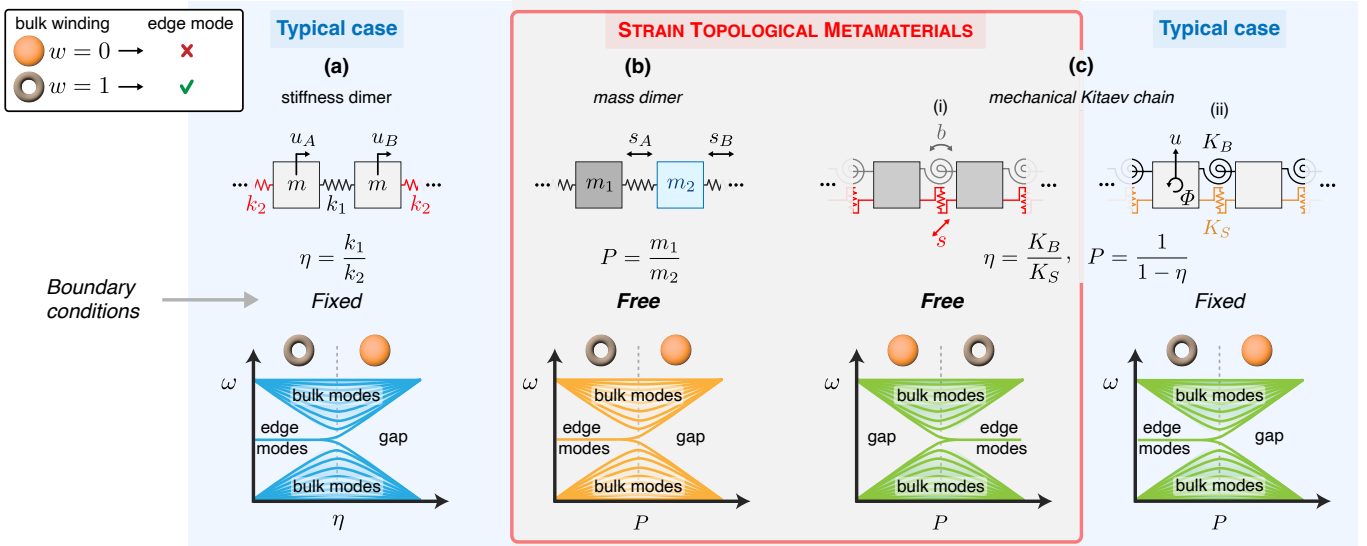 bulk winding edge mode
w = 0 → ✗
w = 1 → ✓
Typical case
STRAIN TOPOLOGICAL METAMATERIALS
Typical case
(a)
stiffness dimer
u_A u_B
... m m ...
k_2 k_1 k_2
η = k_1/k_2
(b)
mass dimer
s_A s_B
... m_1 m_2 ...
P = m_1/m_2
(c)
mechanical Kitaev chain
(i)
b
... ...
s
(ii)
u K_B
Φ K_S
...
η = K_B/K_S, P = 1/(1 − η)
Boundary
conditions
Fixed
Free
Free
Fixed
ω
bulk modes
edge
modes
gap
bulk modes
η
ω
bulk modes
edge
modes
gap
bulk modes
P
ω
bulk modes
gap
edge
modes
bulk modes
P
ω
bulk modes
edge
modes
gap
bulk modes
P